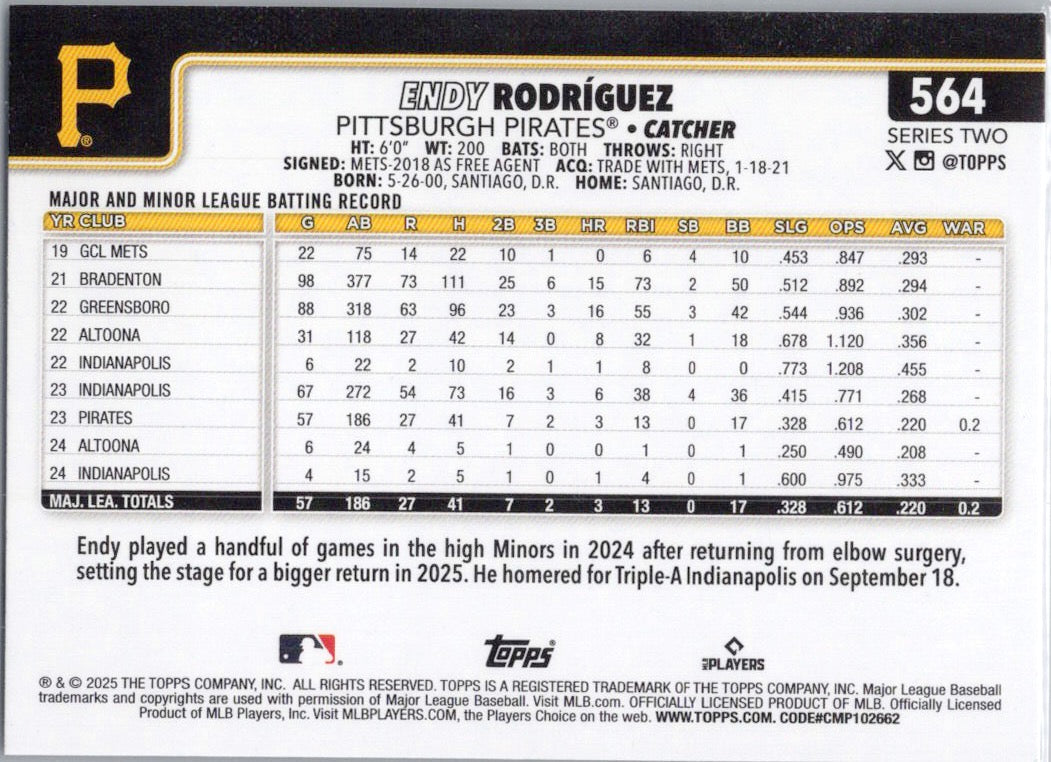 P®
ENDY RODRÍGUEZ
564
PITTSBURGH PIRATES® • CATCHER
SERIES TWO
HT: 6'0" WT: 200 BATS: BOTH THROWS: RIGHT
@TOPPS
SIGNED: METS-2018 AS FREE AGENT ACQ: TRADE WITH METS, 1-18-21
BORN: 5-26-00, SANTIAGO, D.R. HOME: SANTIAGO, D.R.
MAJOR AND MINOR LEAGUE BATTING RECORD
YR CLUB G AB R H 2B 3B HR RBI SB BB SLG OPS AVG WAR
19 GCL METS 22 75 14 22 10 1 0 6 4 10 .453 .847 .293 -
21 BRADENTON 98 377 73 111 25 6 15 73 2 50 .512 .892 .294 -
22 GREENSBORO 88 318 63 96 23 3 16 55 3 42 .544 .936 .302 -
22 ALTOONA 31 118 27 42 14 0 8 32 1 18 .678 1.120 .356 -
22 INDIANAPOLIS 6 22 2 10 2 1 1 8 0 0 .773 1.208 .455 -
23 INDIANAPOLIS 67 272 54 73 16 3 6 38 4 36 .415 .771 .268 -
23 PIRATES 57 186 27 41 7 2 3 13 0 17 .328 .612 .220 0.2
24 ALTOONA 6 24 4 5 1 0 0 1 0 1 .250 .490 .208 -
24 INDIANAPOLIS 4 15 2 5 1 0 1 4 0 1 .600 .975 .333 -
MAJ. LEA. TOTALS 57 186 27 41 7 2 3 13 0 17 .328 .612 .220 0.2
Endy played a handful of games in the high Minors in 2024 after returning from elbow surgery,
setting the stage for a bigger return in 2025. He homered for Triple-A Indianapolis on September 18.
Topps® MLB PLAYERS
® & © 2025 THE TOPPS COMPANY, INC. ALL RIGHTS RESERVED. TOPPS IS A REGISTERED TRADEMARK OF THE TOPPS COMPANY, INC. Major League Baseball
trademarks and copyrights are used with permission of Major League Baseball. Visit MLB.com. OFFICIALLY LICENSED PRODUCT OF MLB. Officially Licensed
Product of MLB Players, Inc. Visit MLBPLAYERS.COM, the Players Choice on the web. WWW.TOPPS.COM. CODE#CMP102662